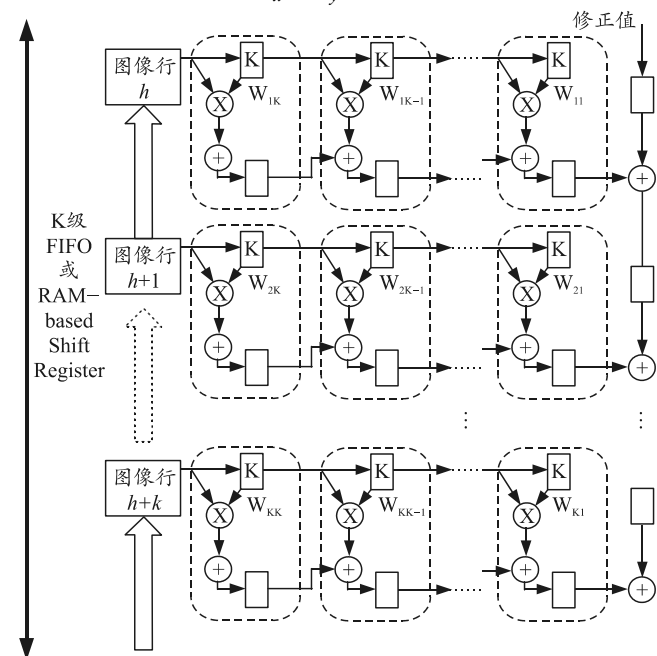 修正值
图像行
h
K
K
K
X
W1K
X
W1K-1
X
W11
+
+
+
+
K级
FIFO
或
RAM-
based
Shift
Register
图像行
h+1
K
K
K
X
W2K
X
W2K-1
X
W21
+
+
+
+
图像行
h+k
K
K
K
X
WKK
X
WKK-1
X
WK1
+
+
+
+